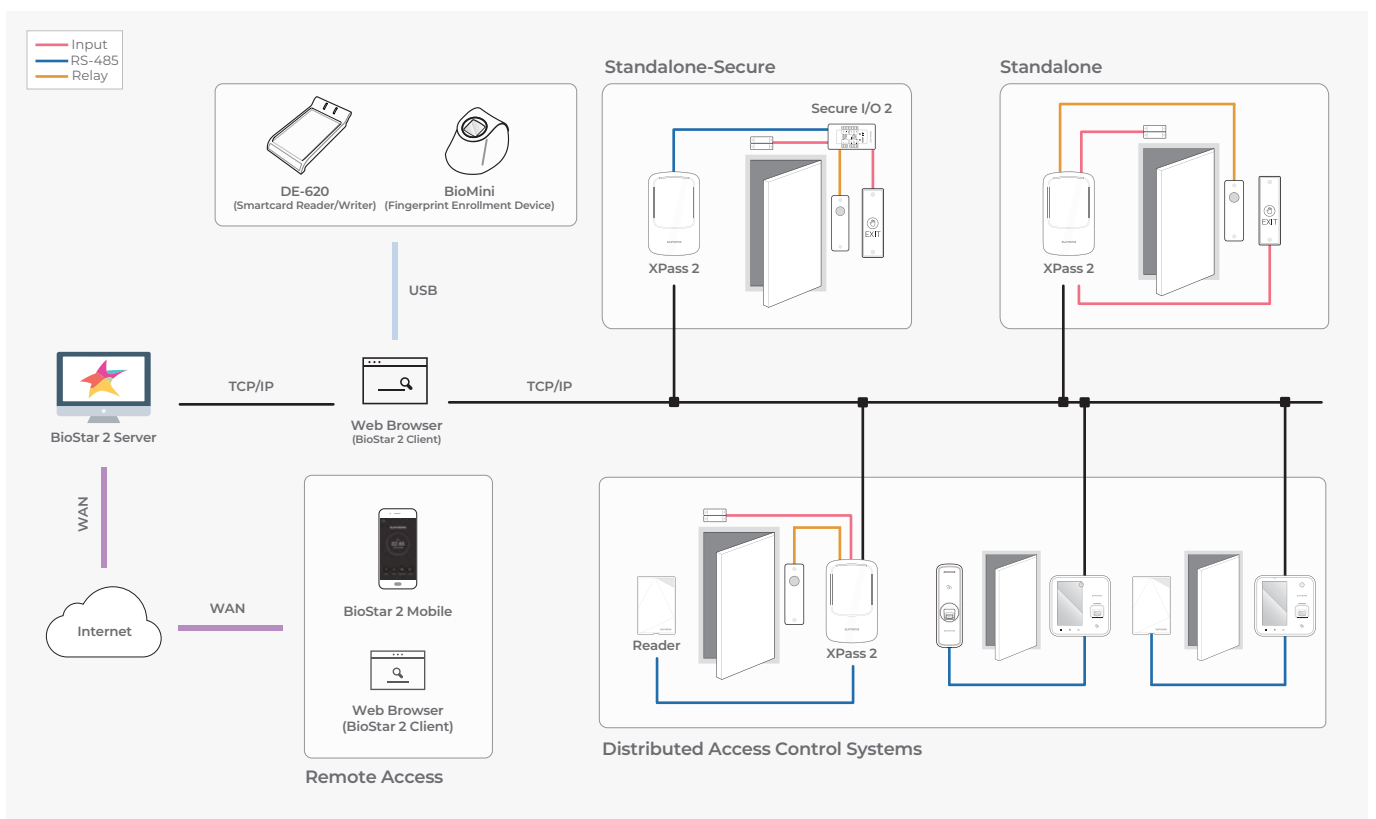 Input
RS-485
Relay
DE-620
(Smartcard Reader/Writer)
BioMini
(Fingerprint Enrollment Device)
USB
Standalone-Secure
Secure I/O 2
EXIT
XPass 2
Standalone
EXIT
XPass 2
TCP/IP
TCP/IP
BioStar 2 Server
Web Browser
(BioStar 2 Client)
WAN
Internet
WAN
BioStar 2 Mobile
Web Browser
(BioStar 2 Client)
Remote Access
Reader
XPass 2
Distributed Access Control Systems